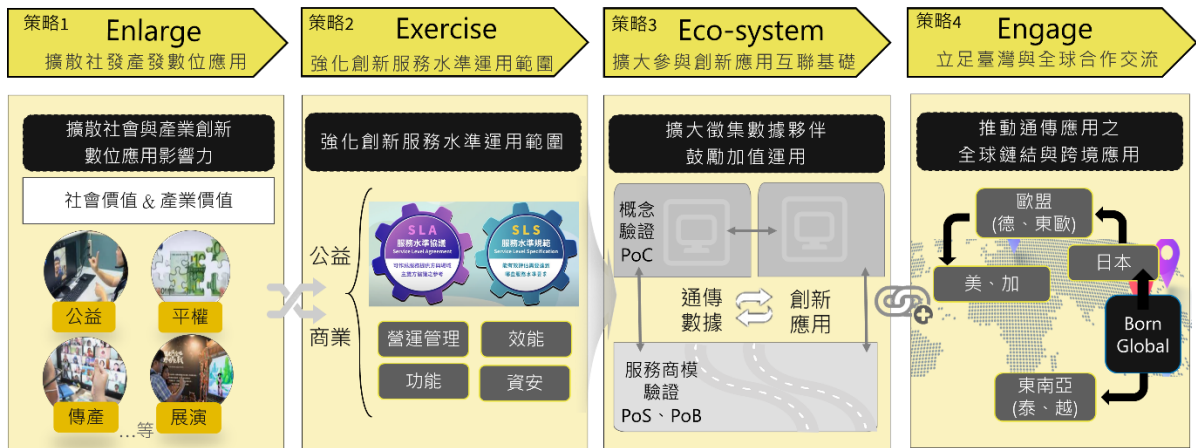 策略1
Enlarge
擴散社發產發數位應用
擴散社會與產業創新
數位應用影響力
社會價值 & 產業價值
公益
平權
傳產
展演
...等
策略2
Exercise
強化創新服務水準運用範圍
強化創新服務水準運用範圍
公益
商業
SLA
服務水準協議
Service Level Agreement
SLS
服務水準規範
Service Level Specification
營運管理
效能
功能
資安
策略3
Eco-system
擴大參與創新應用互聯基礎
擴大徵集數據夥伴
鼓勵加值運用
概念
驗證
PoC
通傳
數據
創新
應用
服務商模
驗證
PoS、PoB
策略4
Engage
立足臺灣與全球合作交流
推動通傳應用之
全球鏈結與跨境應用
歐盟
(德、東歐)
日本
美、加
Born
Global
東南亞
(泰、越)